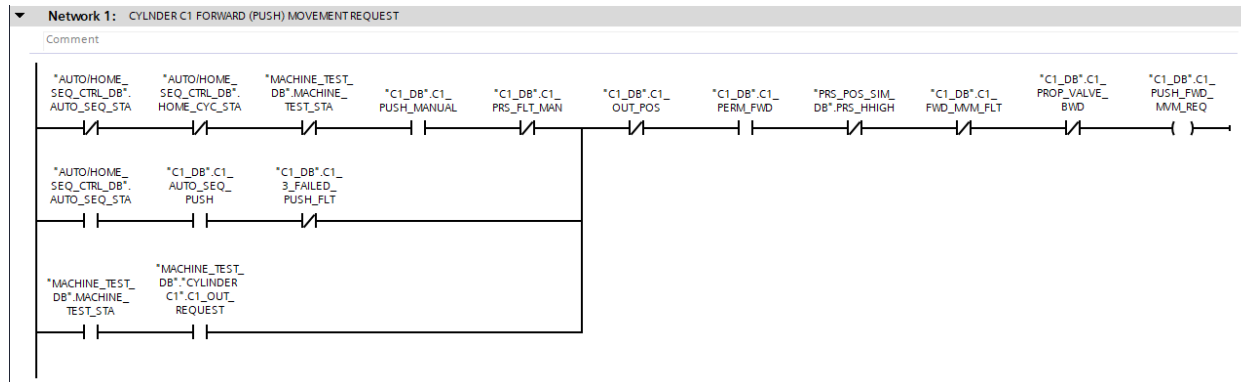 Network 1: CYLNDER C1 FORWARD (PUSH) MOVEMENT REQUEST
Comment
"AUTO/HOME_
SEQ_CTRL_DB".
AUTO_SEQ_STA
"AUTO/HOME_
SEQ_CTRL_DB".
HOME_CYC_STA
"MACHINE_TEST_
DB".MACHINE_
TEST_STA
"C1_DB".C1_
PUSH_MANUAL
"C1_DB".C1_
PRS_FLT_MAN
"C1_DB".C1_
OUT_POS
"C1_DB".C1_
PERM_FWD
"PRS_POS_SIM_
DB".PRS_HHIGH
"C1_DB".C1_
FWD_MVM_FLT
"C1_DB".C1_
PROP_VALVE_
BWD
"C1_DB".C1_
PUSH_FWD_
MVM_REQ
"AUTO/HOME_
SEQ_CTRL_DB".
AUTO_SEQ_STA
"C1_DB".C1_
AUTO_SEQ_
PUSH
"C1_DB".C1_
3_FAILED_
PUSH_FLT
"MACHINE_TEST_
DB".MACHINE_
TEST_STA
"MACHINE_TEST_
DB"."CYLINDER
C1".C1_OUT_
REQUEST